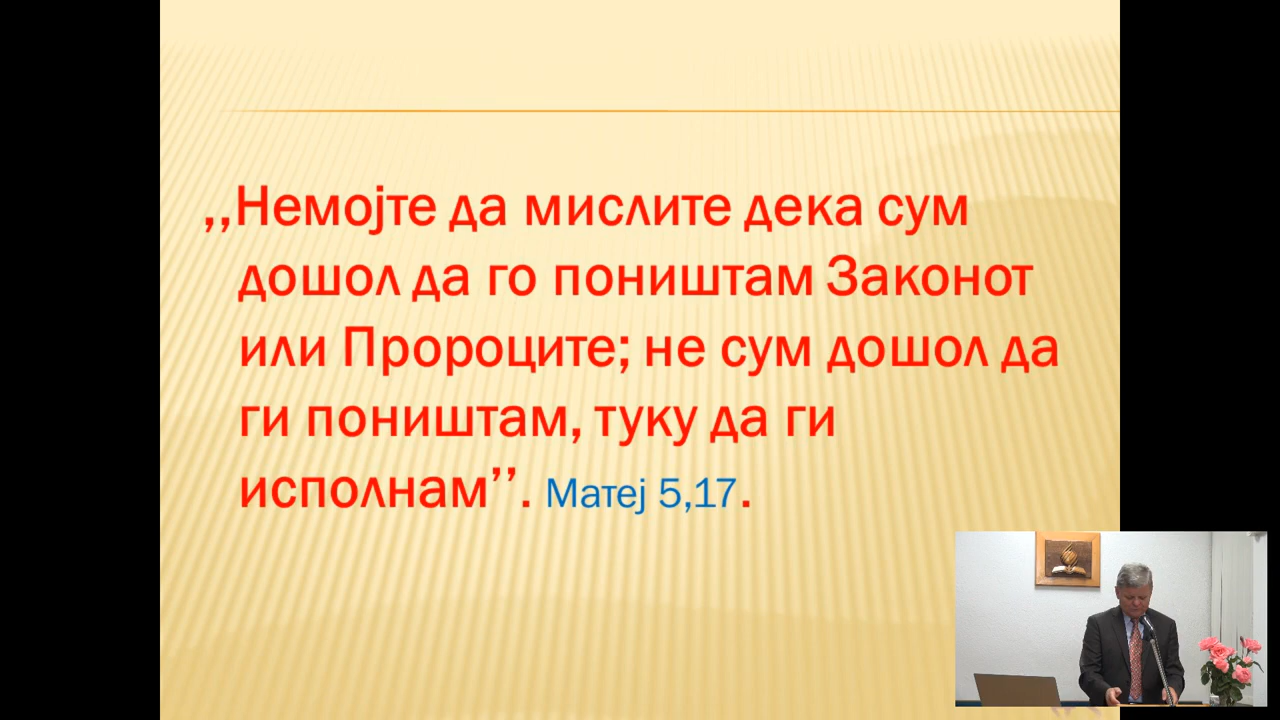 ,,Немојте да мислите дека сум
дошол да го поништам Законот
или Пророците; не сум дошол да
ги поништам, туку да ги
исполнам’’. Матеј 5,17.